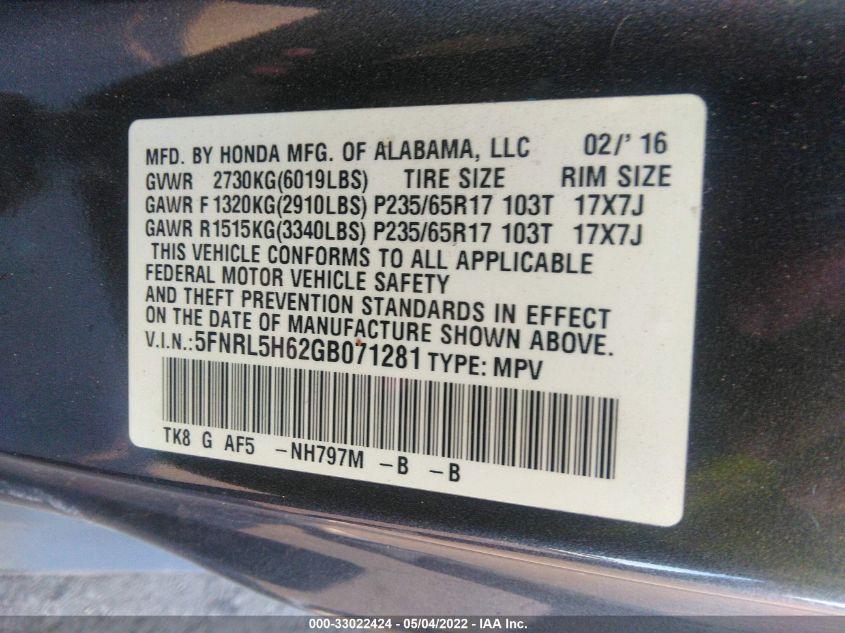 MFD. BY HONDA MFG. OF ALABAMA, LLC 02/' 16
GVWR 2730KG(6019LBS) TIRE SIZE RIM SIZE
GAWR F 1320KG(2910LBS) P235/65R17 103T 17X7J
GAWR R1515KG(3340LBS) P235/65R17 103T 17X7J
THIS VEHICLE CONFORMS TO ALL APPLICABLE
FEDERAL MOTOR VEHICLE SAFETY
AND THEFT PREVENTION STANDARDS IN EFFECT
ON THE DATE OF MANUFACTURE SHOWN ABOVE.
V.I.N.:5FNRL5H62GB071281 TYPE: MPV
TK8 G AF5 -NH797M -B -B
000-33022424 - 05/04/2022 - IAA Inc.